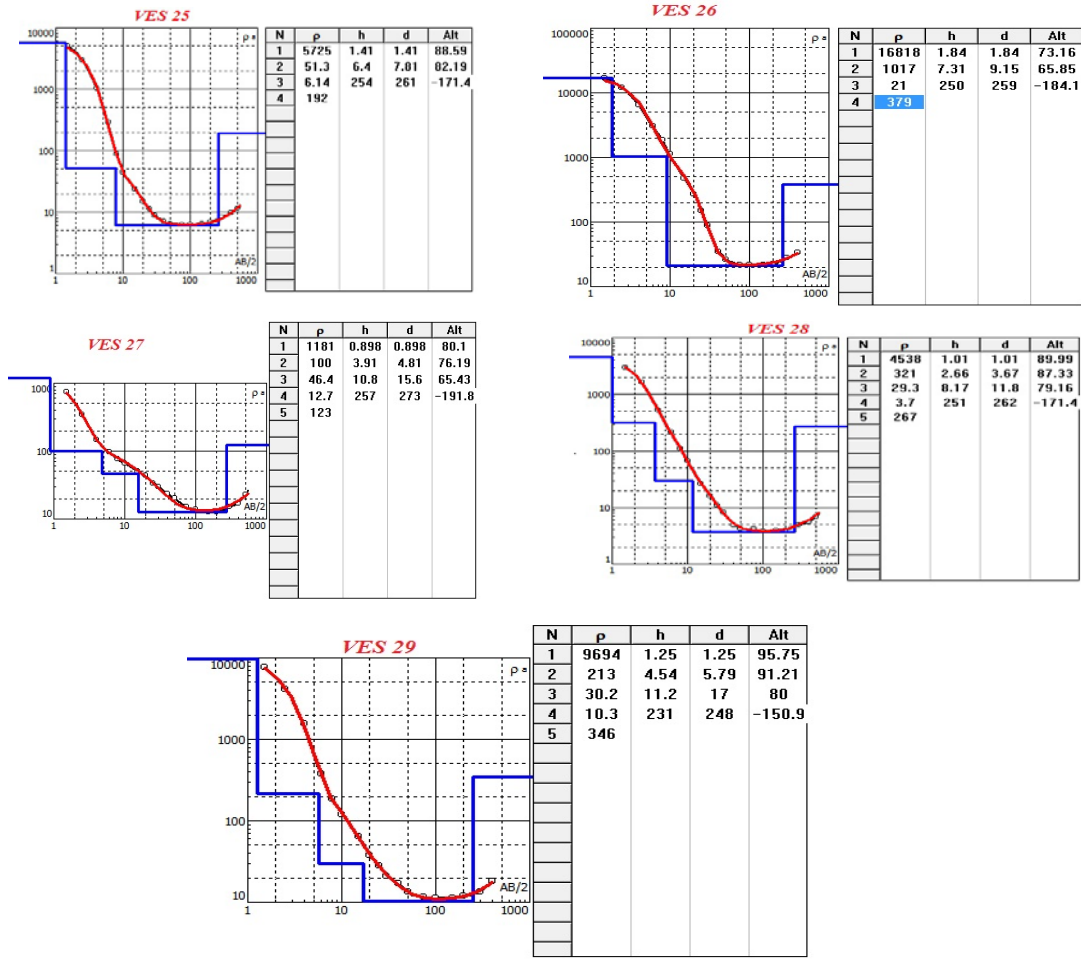 VES 25
10000
1000
100
10
1
ρ a
AB/2
1 10 100 1000
N ρ h d Alt
1 5725 1.41 1.41 88.59
2 51.3 6.4 7.81 82.19
3 6.14 254 261 -171.4
4 192
VES 26
100000
10000
1000
100
10
ρ a
AB/2
1 10 100 1000
N ρ h d Alt
1 16818 1.84 1.84 73.16
2 1017 7.31 9.15 65.85
3 21 250 259 -184.1
4 379
VES 27
1000
100
10
ρ a
AB/2
1 10 100 1000
N ρ h d Alt
1 1181 0.898 0.898 80.1
2 100 3.91 4.81 76.19
3 46.4 10.8 15.6 65.43
4 12.7 257 273 -191.8
5 123
VES 28
10000
1000
100
10
1
ρ a
AB/2
1 10 100 1000
N ρ h d Alt
1 4538 1.01 1.01 89.99
2 321 2.66 3.67 87.33
3 29.3 8.17 11.8 79.16
4 3.7 251 262 -171.4
5 267
VES 29
10000
1000
100
10
ρ a
AB/2
1 10 100 1000
N ρ h d Alt
1 9694 1.25 1.25 95.75
2 213 4.54 5.79 91.21
3 30.2 11.2 17 80
4 10.3 231 248 -150.9
5 346